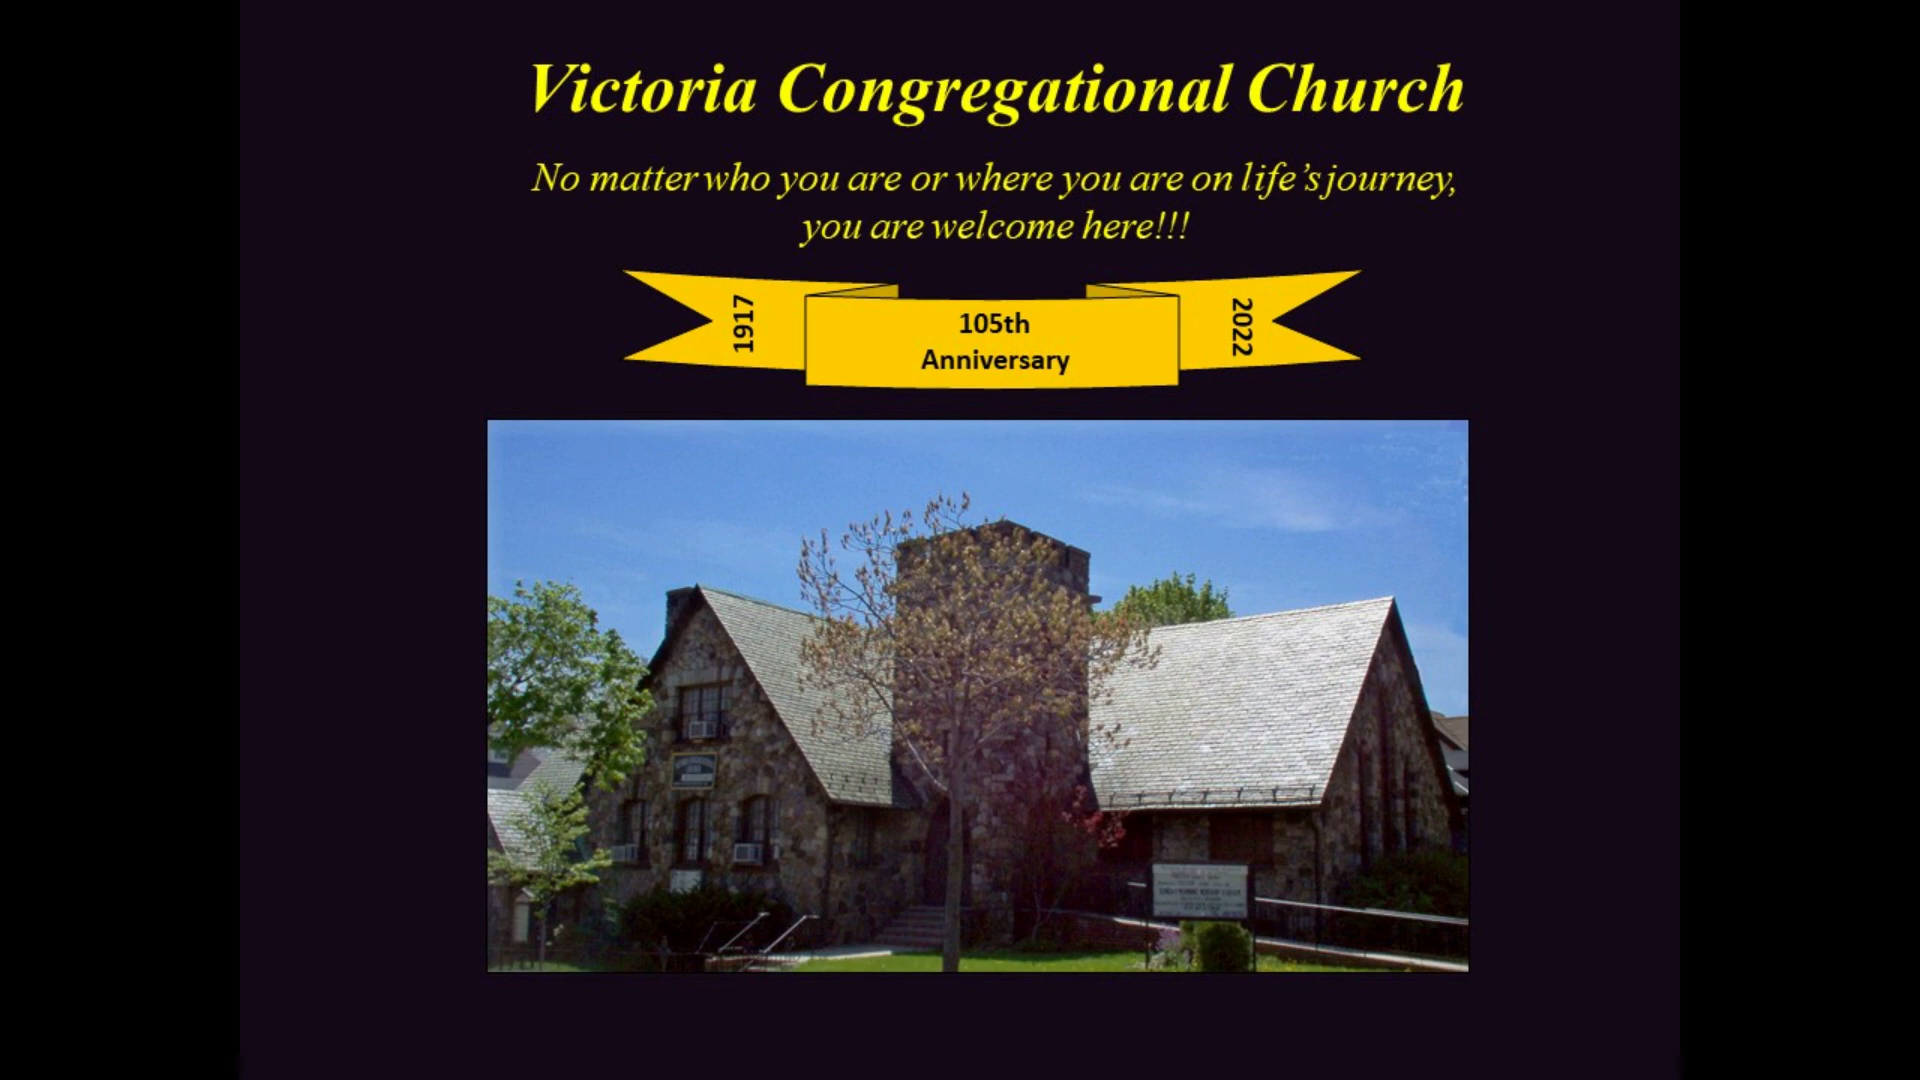 Victoria Congregational Church
No matter who you are or where you are on life's journey,
you are welcome here!!!
1917
105th
Anniversary
2022